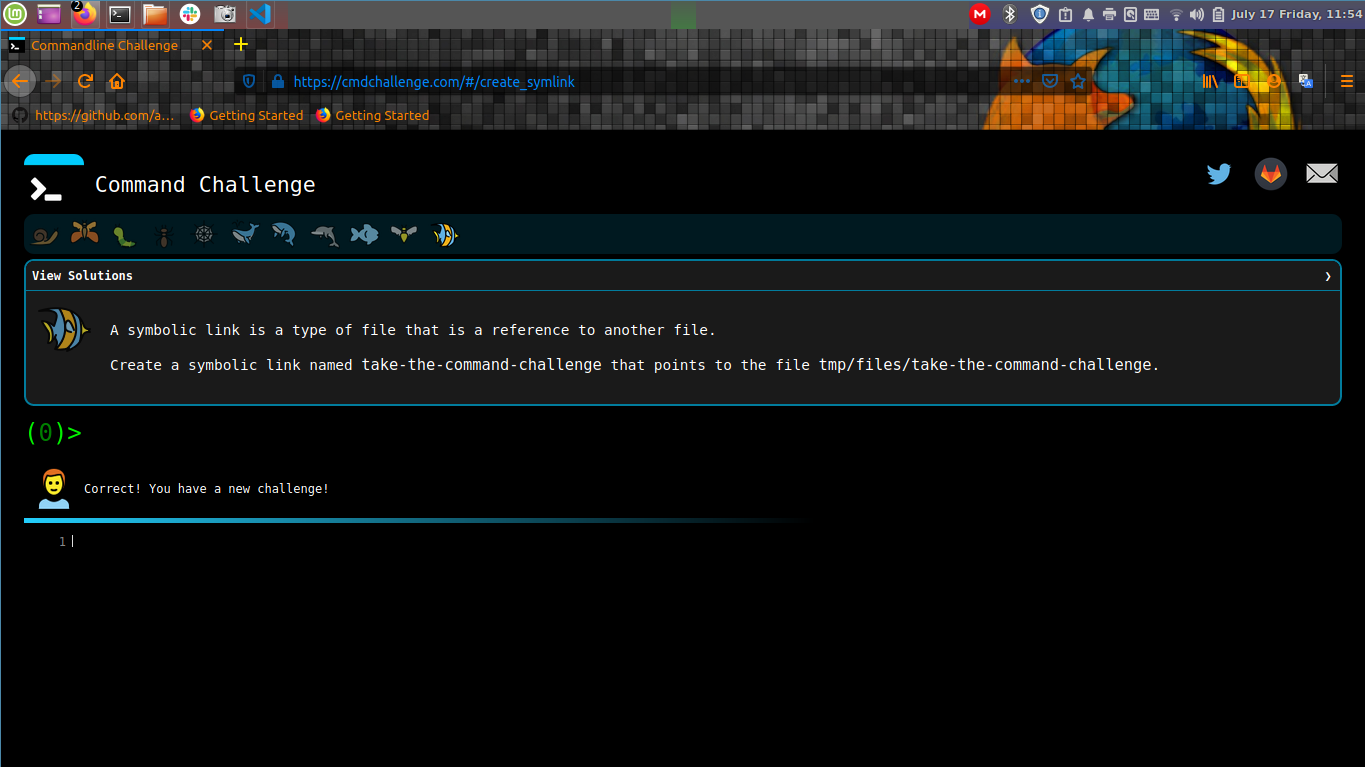 2
M
July 17 Friday, 11:54
Commandline Challenge
https://cmdchallenge.com/#/create_symlink
https://github.com/a...
Getting Started
Getting Started
Command Challenge
View Solutions
A symbolic link is a type of file that is a reference to another file.
Create a symbolic link named take-the-command-challenge that points to the file tmp/files/take-the-command-challenge.
(0)>
Correct! You have a new challenge!
1